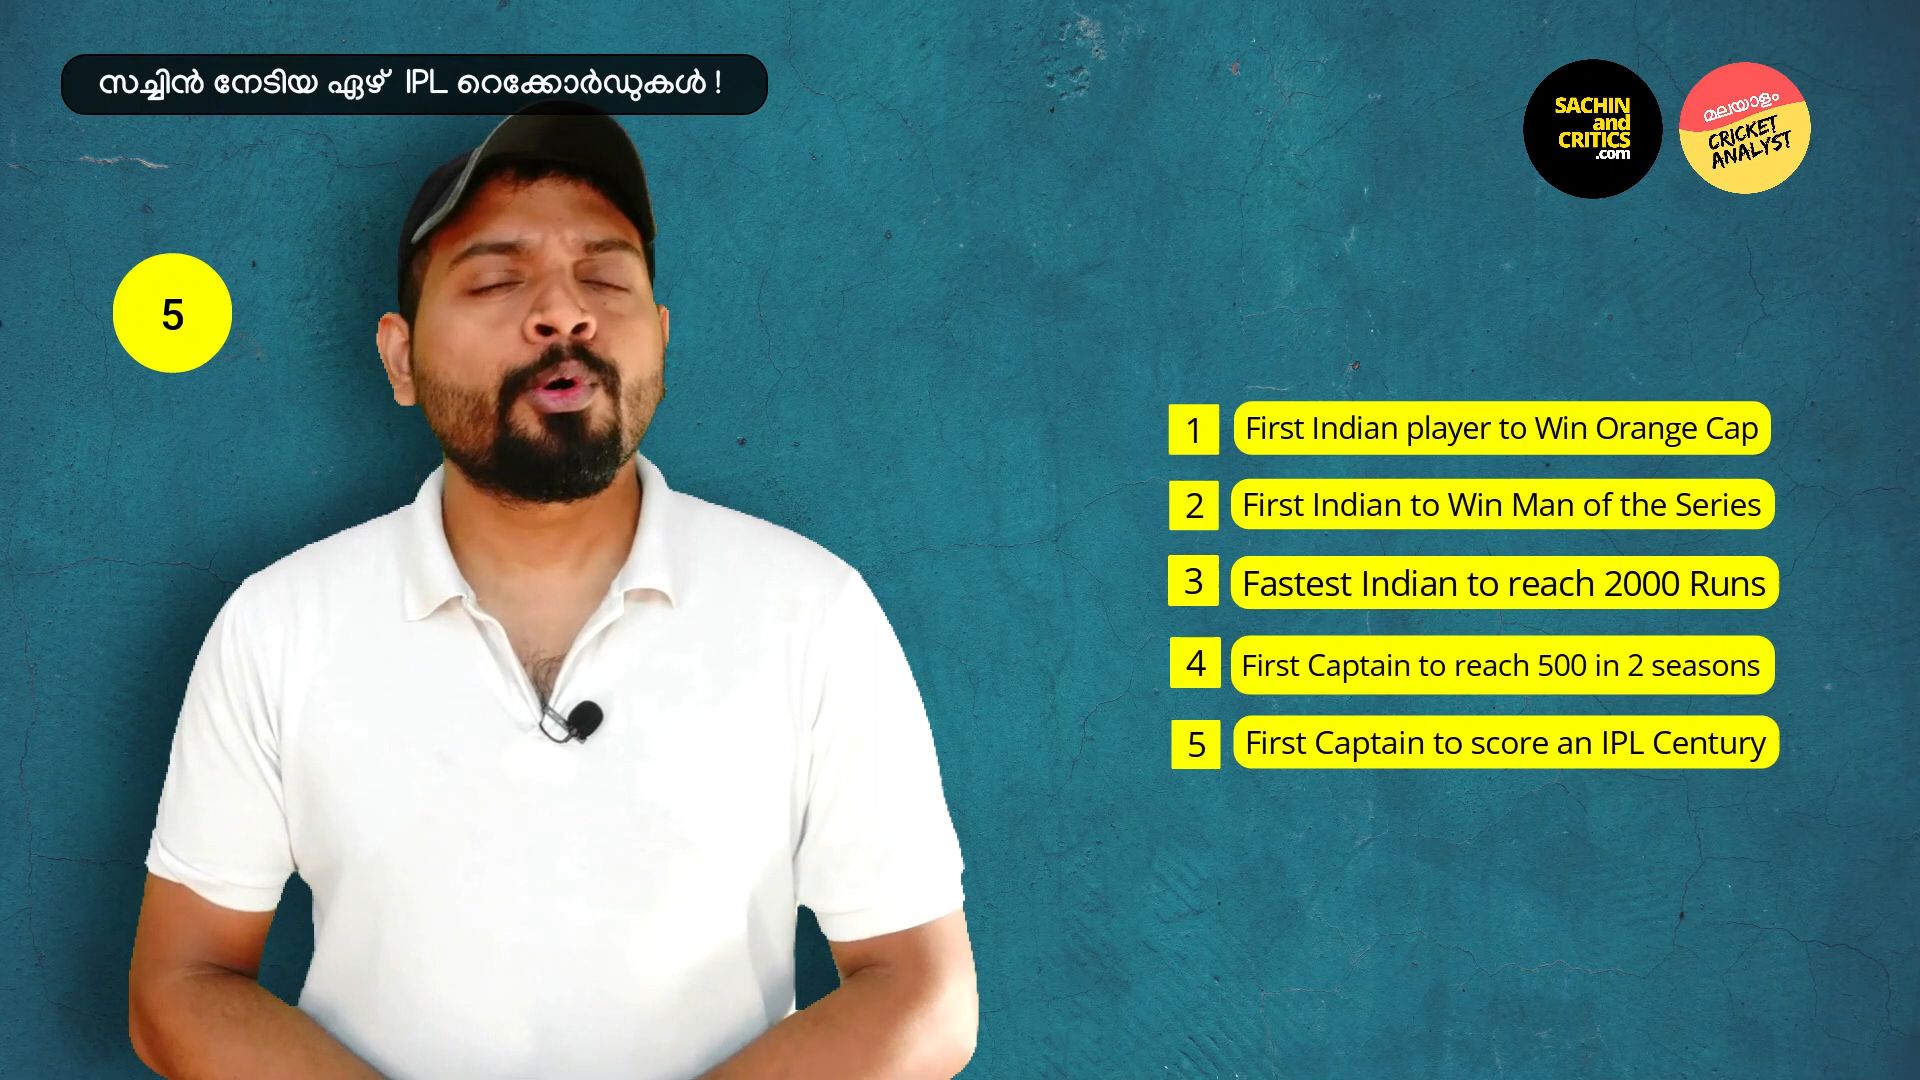 സച്ചിൻ നേടിയ ഏഴ് IPL റെക്കോർഡുകൾ !
SACHIN
and
CRITICS
.com
മലയാളം
CRICKET
ANALYST
5
1 First Indian player to Win Orange Cap
2 First Indian to Win Man of the Series
3 Fastest Indian to reach 2000 Runs
4 First Captain to reach 500 in 2 seasons
5 First Captain to score an IPL Century